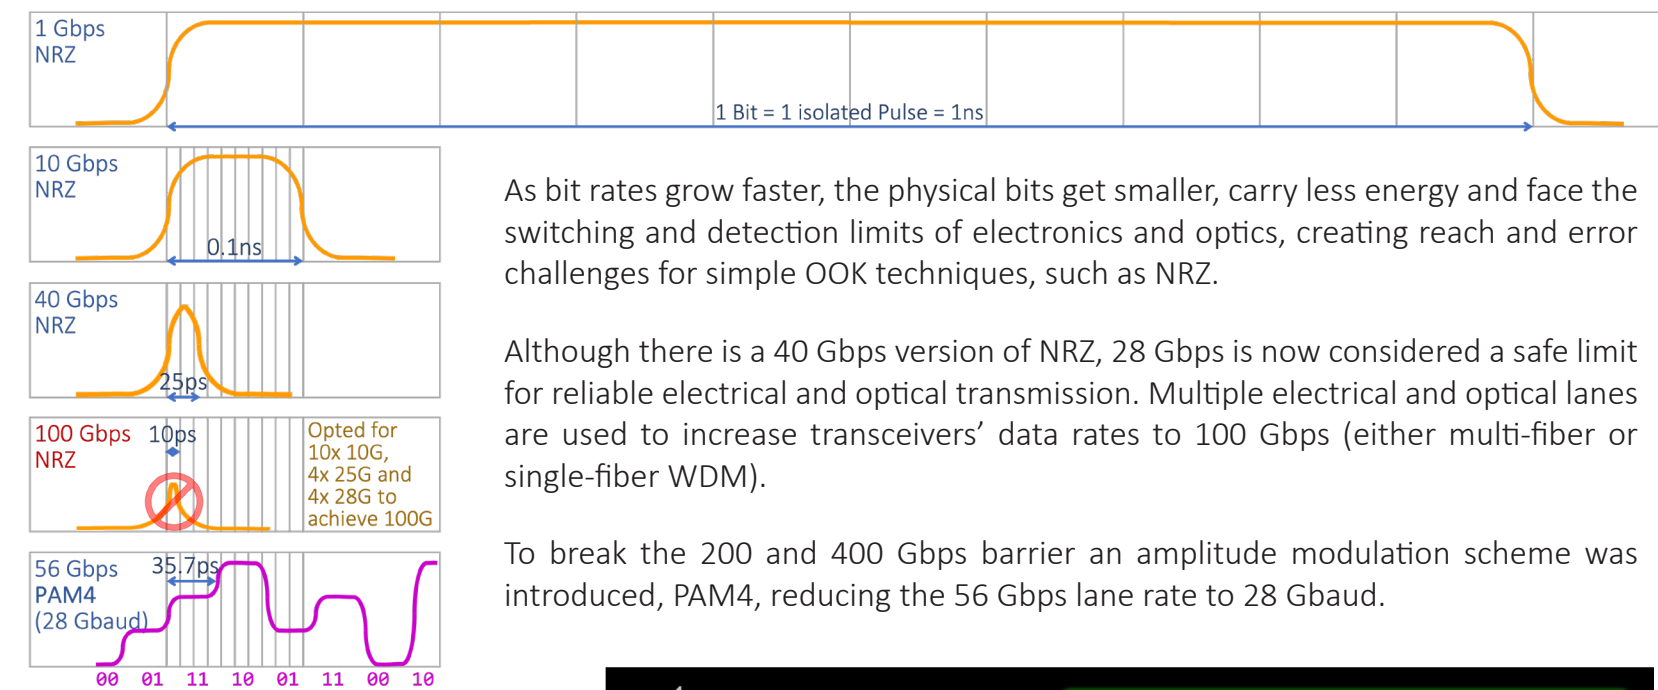 1 Gbps
NRZ
1 Bit = 1 isolated Pulse = 1ns
10 Gbps
NRZ
0.1ns
40 Gbps
NRZ
25ps
100 Gbps
NRZ
10ps
Opted for
10x 10G,
4x 25G and
4x 28G to
achieve 100G
56 Gbps
PAM4
(28 Gbaud)
35.7ps
00 01 11 10 01 11 00 10
As bit rates grow faster, the physical bits get smaller, carry less energy and face the
switching and detection limits of electronics and optics, creating reach and error
challenges for simple OOK techniques, such as NRZ.
Although there is a 40 Gbps version of NRZ, 28 Gbps is now considered a safe limit
for reliable electrical and optical transmission. Multiple electrical and optical lanes
are used to increase transceivers’ data rates to 100 Gbps (either multi-fiber or
single-fiber WDM).
To break the 200 and 400 Gbps barrier an amplitude modulation scheme was
introduced, PAM4, reducing the 56 Gbps lane rate to 28 Gbaud.